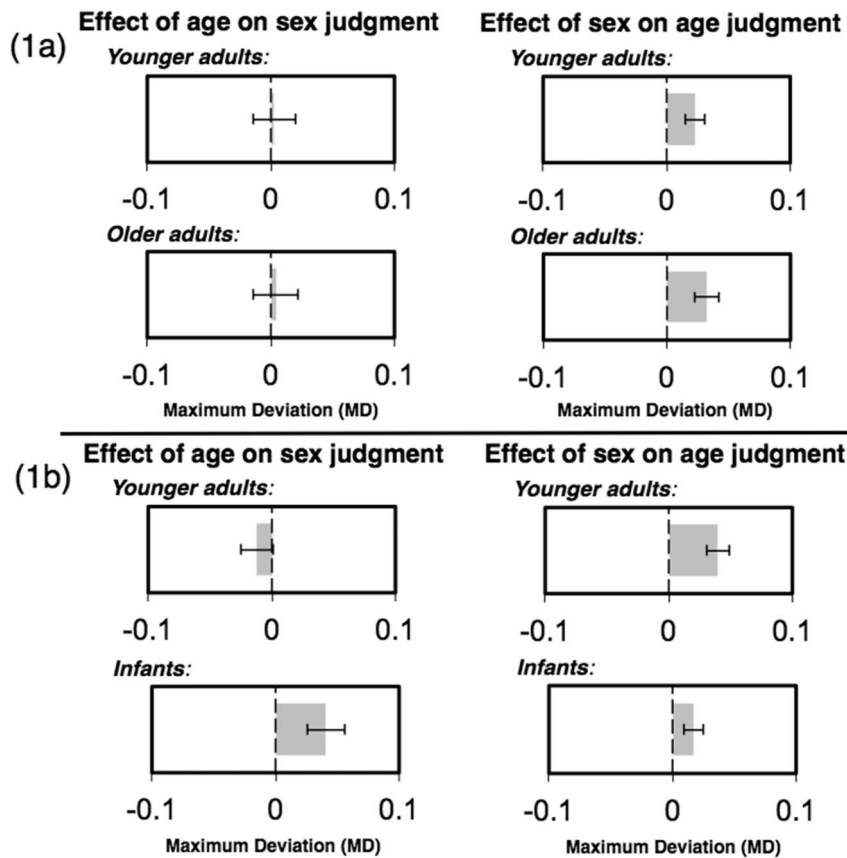 (1a)
Effect of age on sex judgment
Effect of sex on age judgment
Younger adults:
Younger adults:
-0.1 0 0.1
-0.1 0 0.1
Older adults:
Older adults:
-0.1 0 0.1
-0.1 0 0.1
Maximum Deviation (MD)
Maximum Deviation (MD)
(1b)
Effect of age on sex judgment
Effect of sex on age judgment
Younger adults:
Younger adults:
-0.1 0 0.1
-0.1 0 0.1
Infants:
Infants:
-0.1 0 0.1
-0.1 0 0.1
Maximum Deviation (MD)
Maximum Deviation (MD)